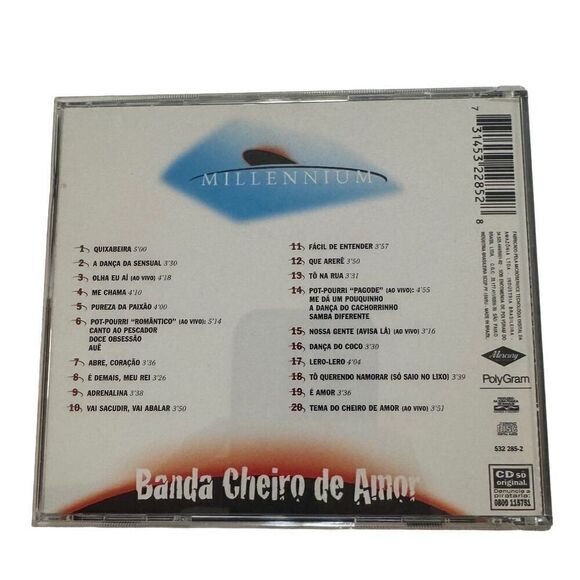 MILLENNIUM
1 QUIXABEIRA 5'00
2 A DANÇA DA SENSUAL 3'30
3 OLHA EU AÍ (AO VIVO) 4'18
4 ME CHAMA 4'10
5 PUREZA DA PAIXÃO 4'00
6 POT-POURRI "ROMÂNTICO" (AO VIVO) 5'14
CANTO AO PESCADOR
DOCE OBSESSÃO
AUÊ
7 ABRE, CORAÇÃO 3'36
8 É DEMAIS, MEU REI 3'26
9 ADRENALINA 3'38
10 VAI SACUDIR, VAI ABALAR 3'50
11 FÁCIL DE ENTENDER 3'57
12 QUE ARERÊ 3'50
13 TÔ NA RUA 3'31
14 POT-POURRI "PAGODE" (AO VIVO) 4'55
ME DÁ UM POUQUINHO
A DANÇA DO CACHORRINHO
SAMBA DIFERENTE
15 NOSSA GENTE (AVISA LÁ) (AO VIVO) 3'16
16 DANÇA DO COCO 3'30
17 LERO-LERO 4'04
18 TÔ QUERENDO NAMORAR (SÓ SAIO NO LIXO) 3'39
19 É AMOR 3'36
20 TEMA DO CHEIRO DE AMOR (AO VIVO) 3'51
Banda Cheiro de Amor
7 31453 22852 8
Mercury
PolyGram
532 285-2
CD só
original.
Denuncie a
pirataria:
0800 115751